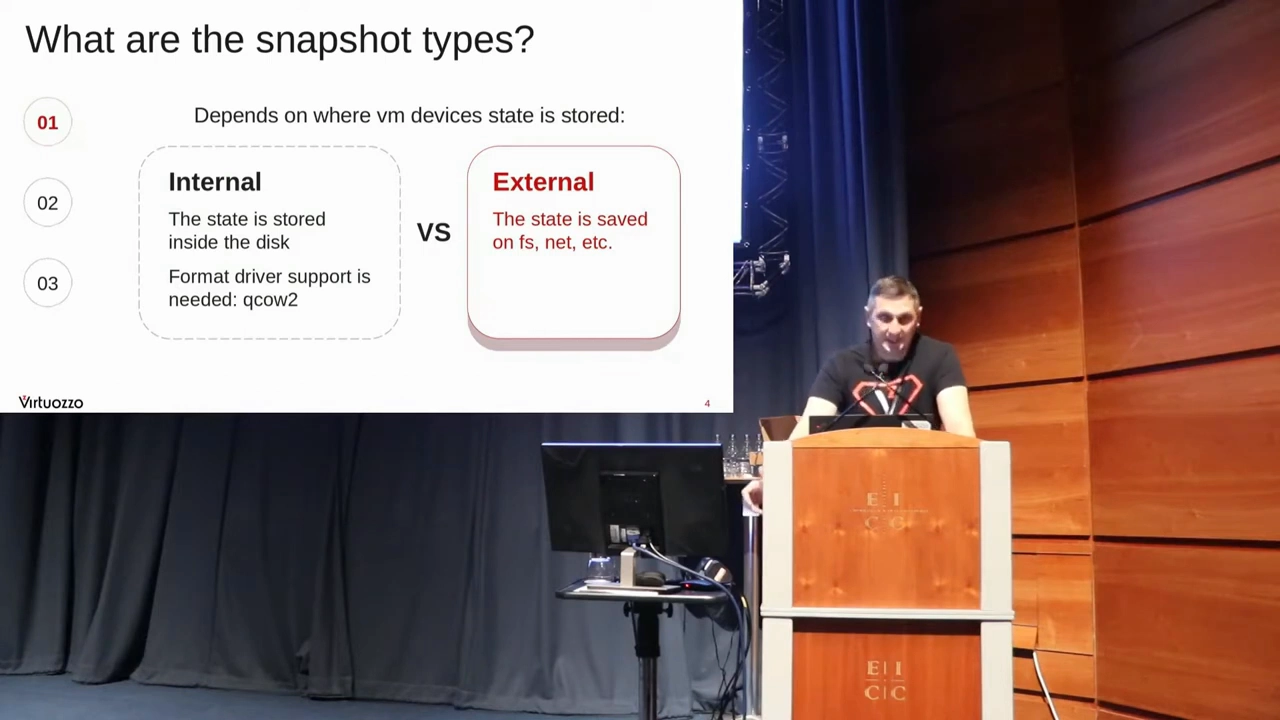 What are the snapshot types?
01
Depends on where vm devices state is stored:
02
03
Internal
The state is stored
inside the disk
Format driver support is
needed: qcow2
VS
External
The state is saved
on fs, net, etc.
Virtuozzo
4
E I
C C
E I
C C